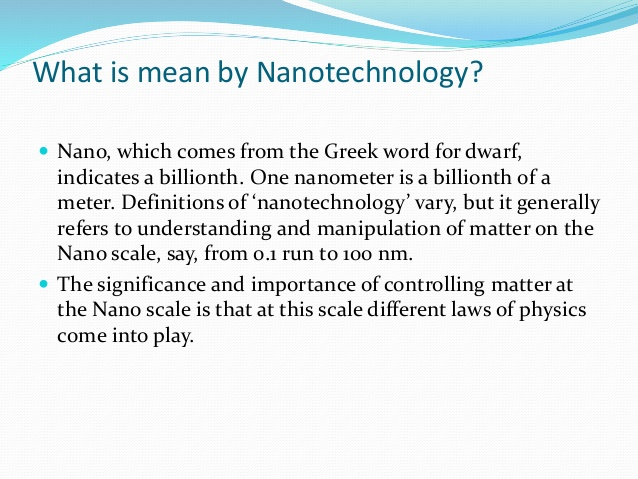 What is mean by Nanotechnology?
• Nano, which comes from the Greek word for dwarf,
indicates a billionth. One nanometer is a billionth of a
meter. Definitions of ‘nanotechnology’ vary, but it generally
refers to understanding and manipulation of matter on the
Nano scale, say, from 0.1 run to 100 nm.
• The significance and importance of controlling matter at
the Nano scale is that at this scale different laws of physics
come into play.